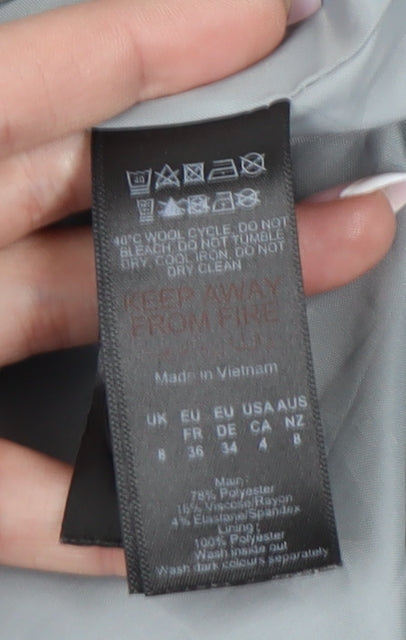 40°C WOOL CYCLE, DO NOT
BLEACH, DO NOT TUMBLE
DRY, COOL IRON, DO NOT
DRY CLEAN
KEEP AWAY
FROM FIRE
Made in Vietnam
UK EU EU USA AUS
FR DE CA NZ
8 36 34 4 8
Main:
78% Polyester
18% Viscose/Rayon
4% Elastane/Spandex
Lining:
100% Polyester
Wash inside out
Wash dark colours separately